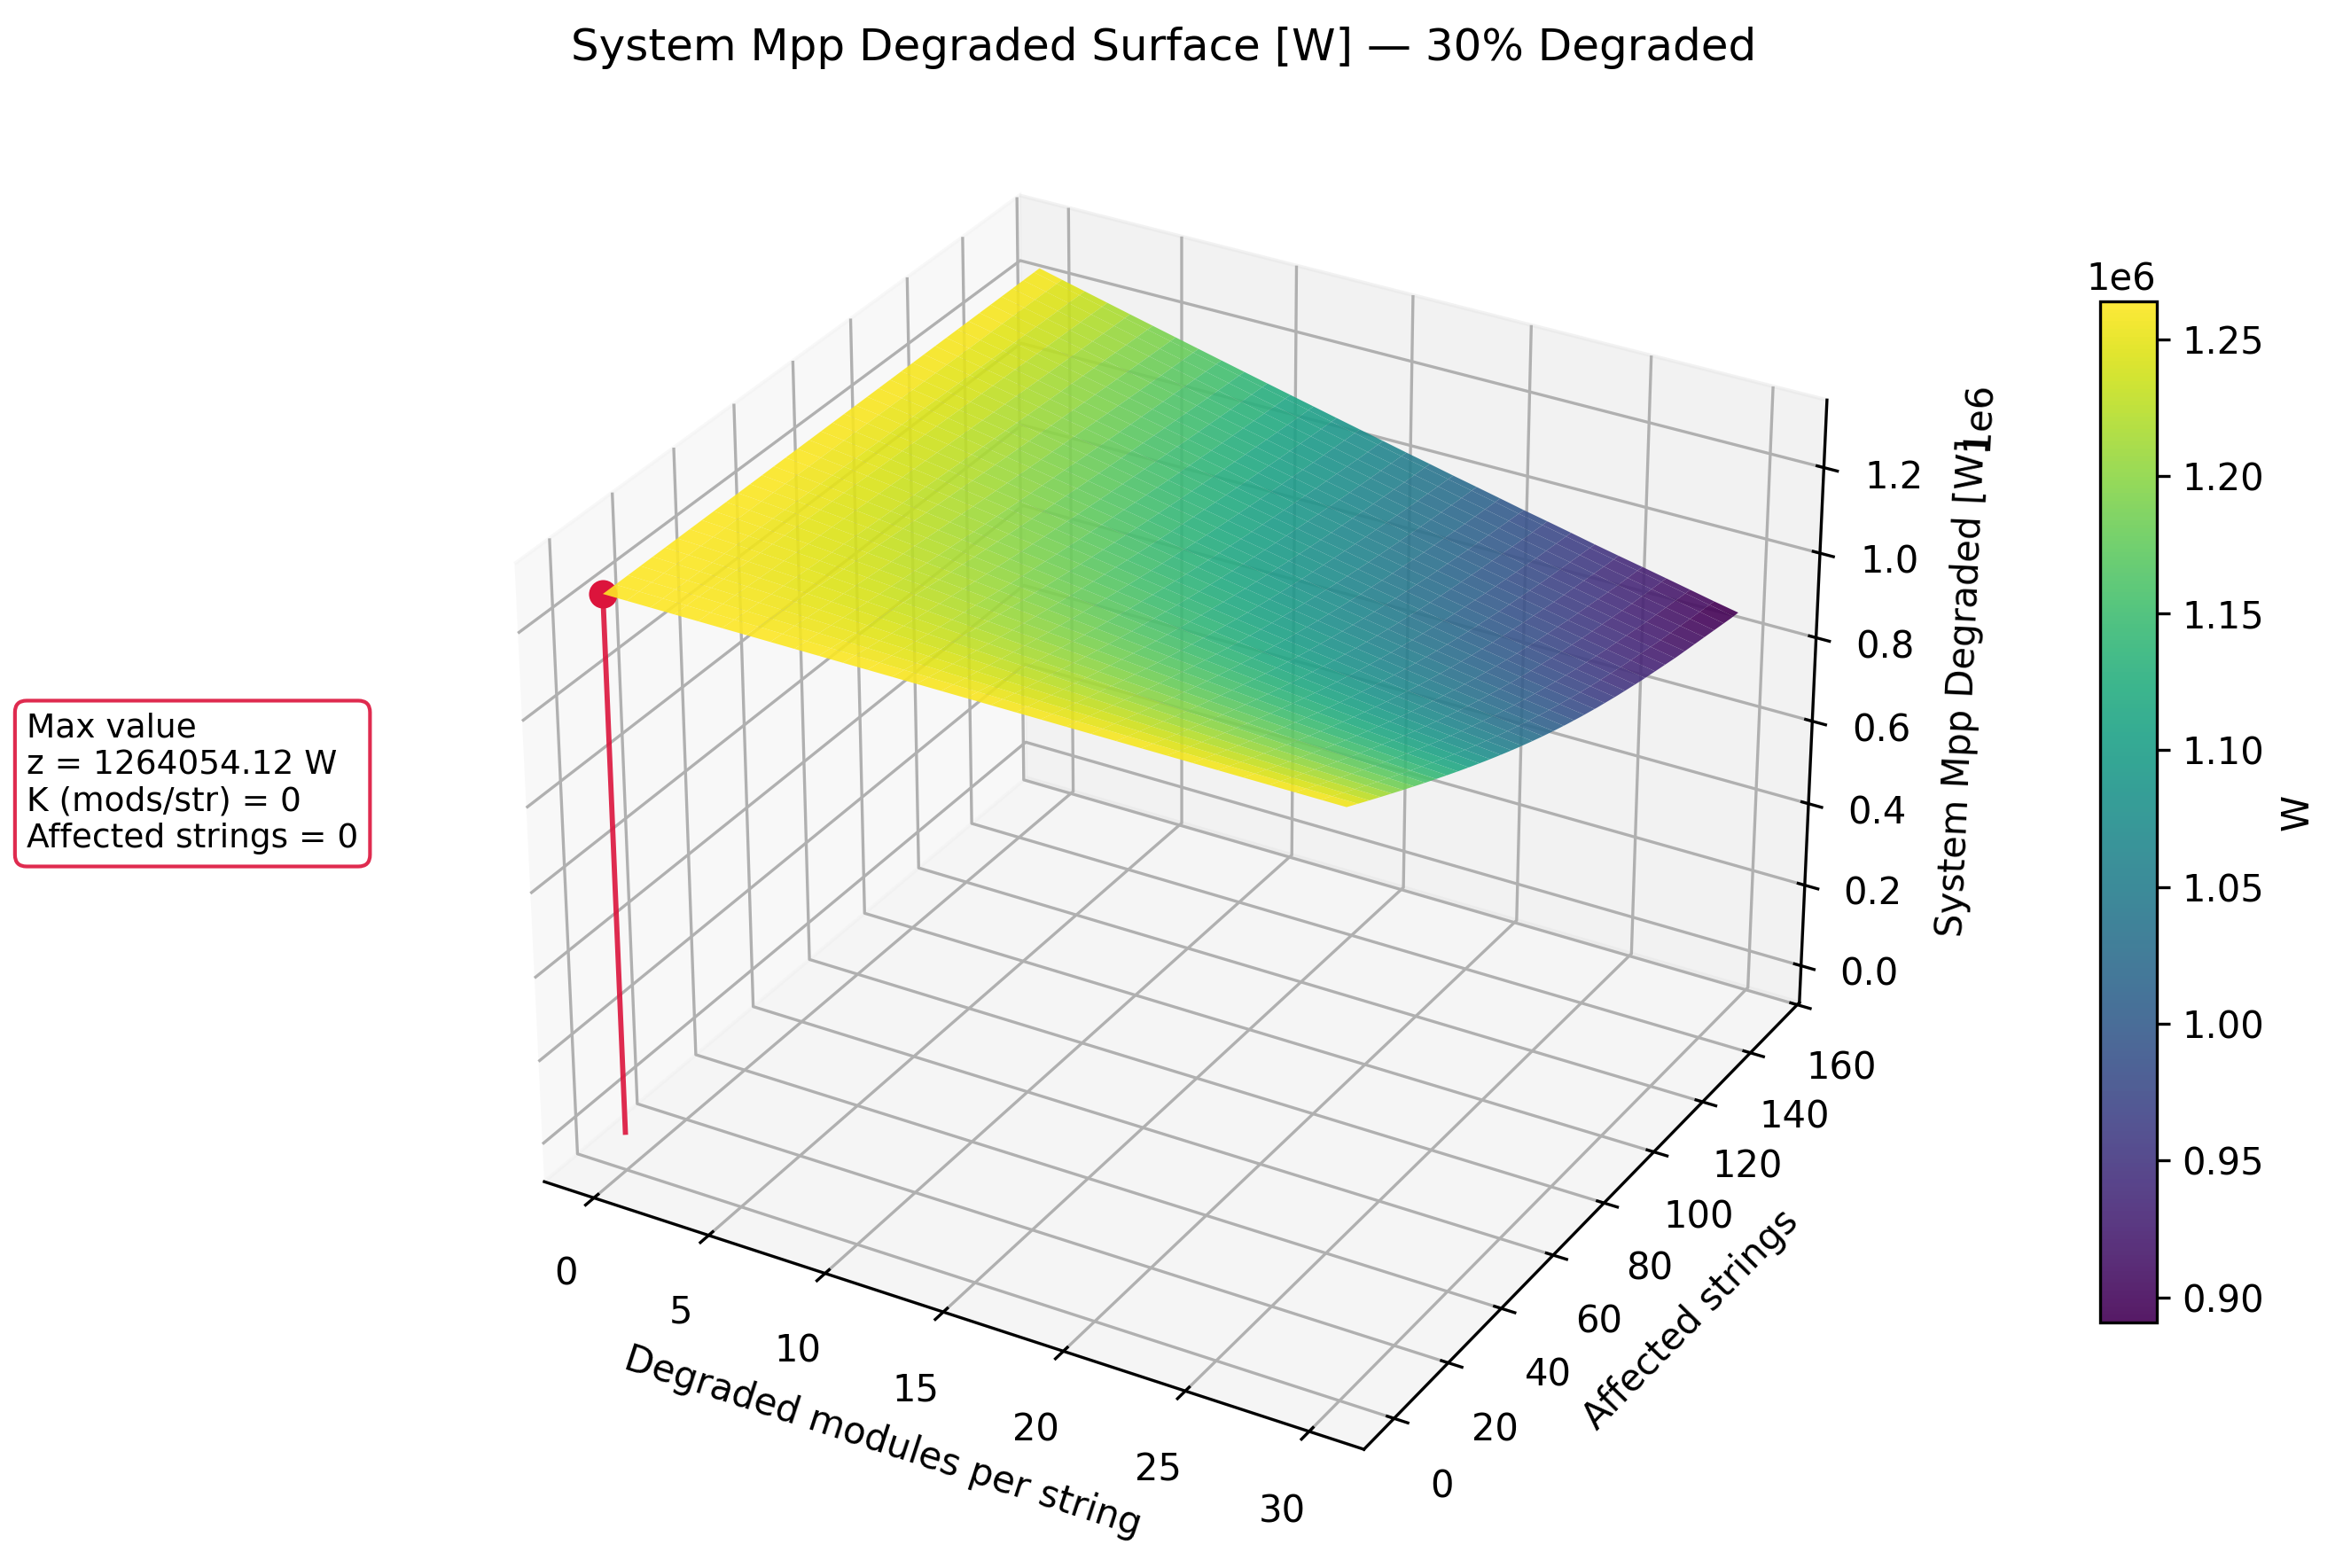 System Mpp Degraded Surface [W] — 30% Degraded
Max value
z = 1264054.12 W
K (mods/str) = 0
Affected strings = 0
0
5
10
15
20
25
30
Degraded modules per string
0
20
40
60
80
100
120
140
160
Affected strings
0.0
0.2
0.4
0.6
0.8
1.0
1.2
1e6
System Mpp Degraded [W]
1e6
1.25
1.20
1.15
1.10
1.05
1.00
0.95
0.90
W